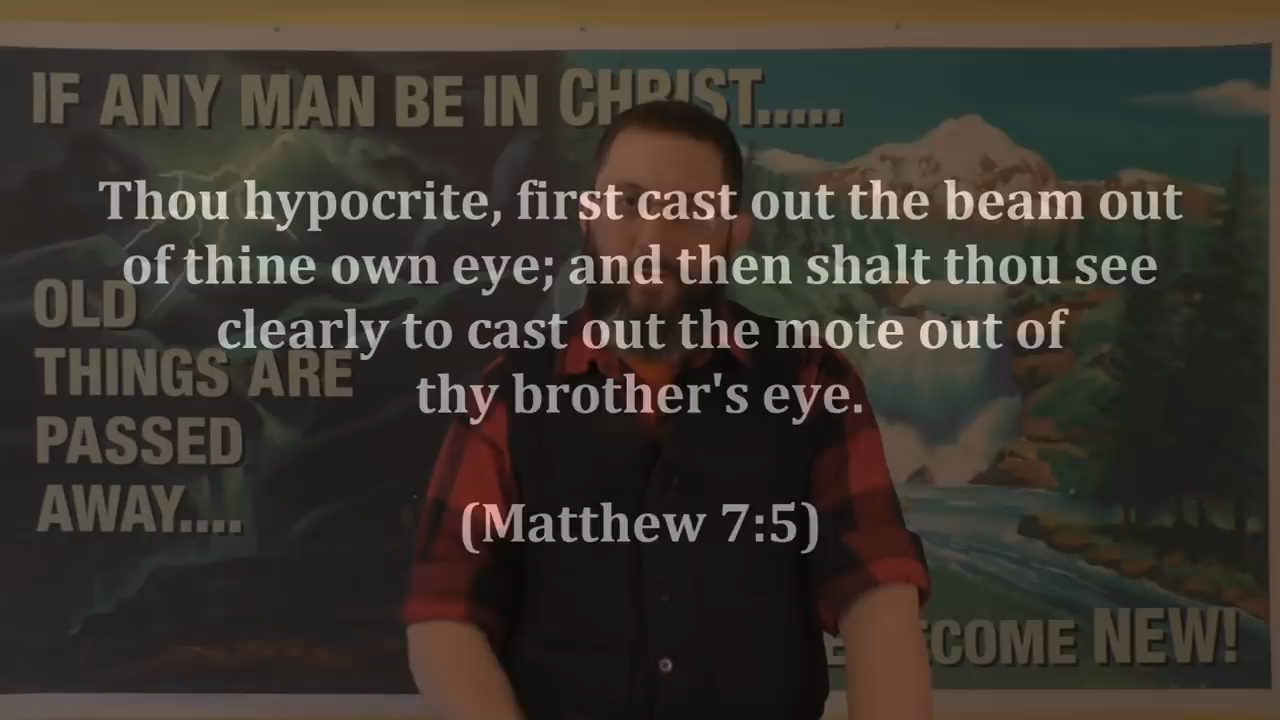 IF ANY MAN BE IN CHRIST.....
Thou hypocrite, first cast out the beam out
of thine own eye; and then shalt thou see
clearly to cast out the mote out of
thy brother's eye.
(Matthew 7:5)
OLD
THINGS ARE
PASSED
AWAY....
NEW!